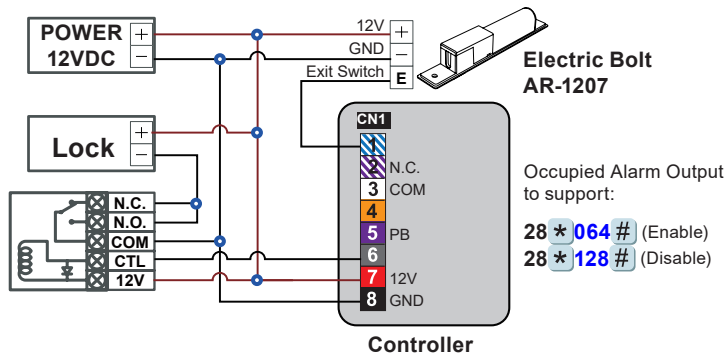 POWER
12VDC
+
−
12V
GND
Exit Switch
+
−
E
Electric Bolt
AR-1207
Lock
+
−
N.C.
N.O.
COM
CTL
12V
CN1
1
2 N.C.
3 COM
4
5 PB
6
7 12V
8 GND
Controller
Occupied Alarm Output
to support:
28 * 064 # (Enable)
28 * 128 # (Disable)